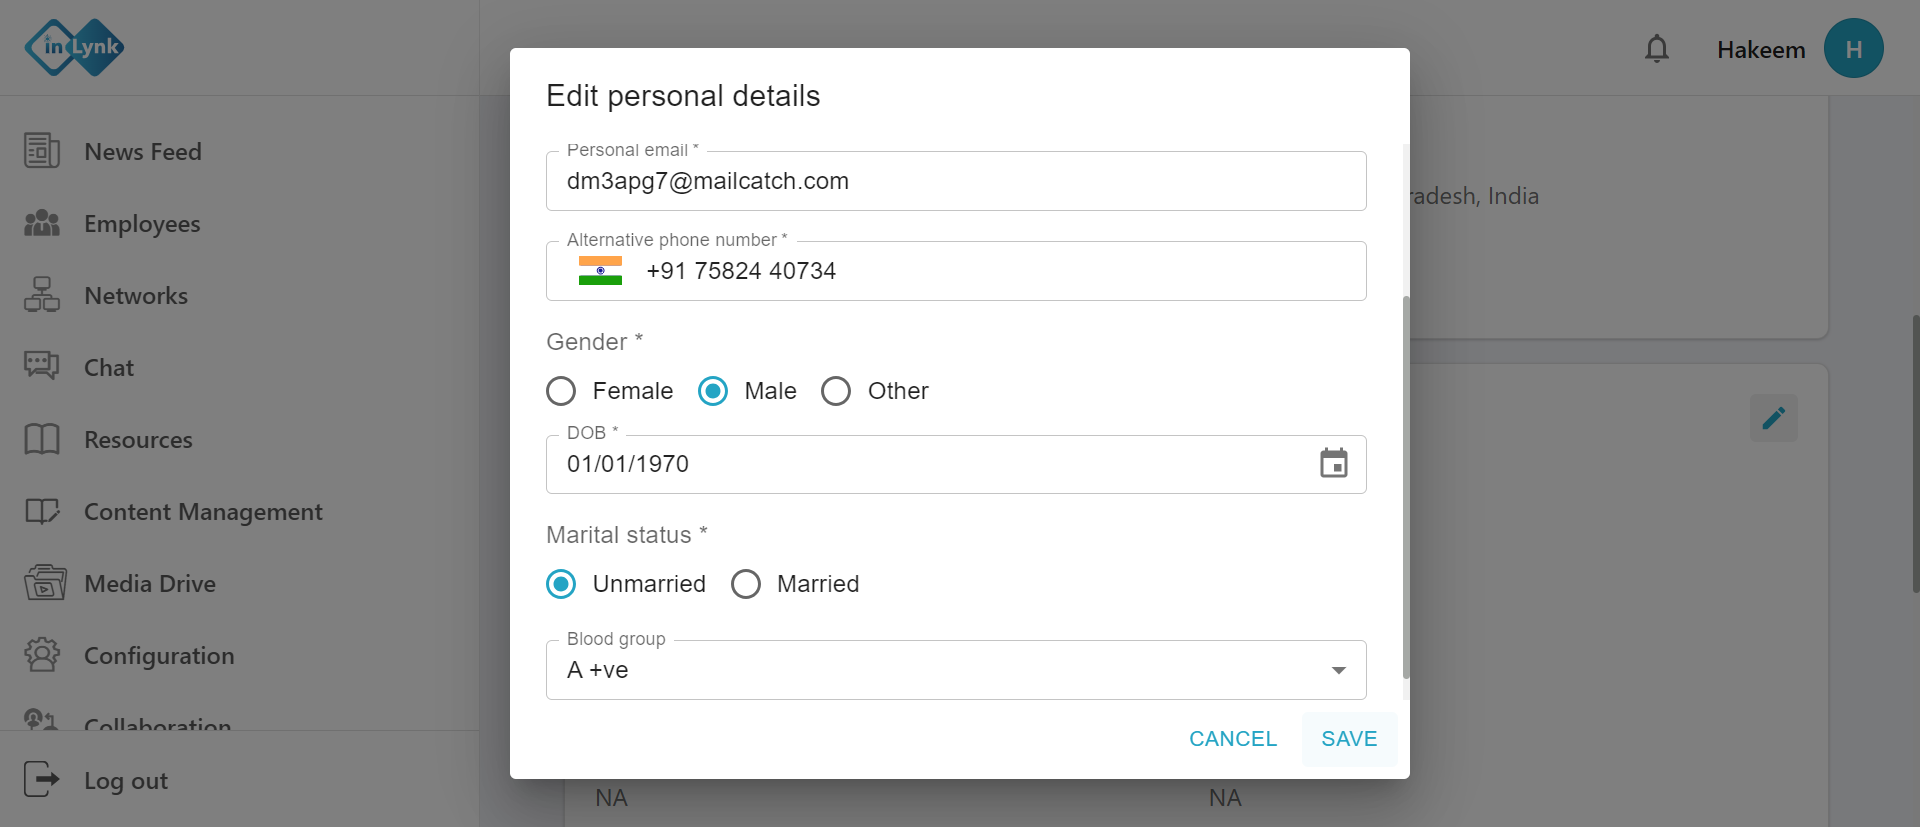 inLynk
Hakeem
H
News Feed
Employees
Networks
Chat
Resources
Content Management
Media Drive
Configuration
Collaboration
Log out
Edit personal details
Personal email *
dm3apg7@mailcatch.com
Alternative phone number *
+91 75824 40734
Gender *
Female Male Other
DOB *
01/01/1970
Marital status *
Unmarried Married
Blood group
A +ve
CANCEL SAVE
radesh, India
NA NA